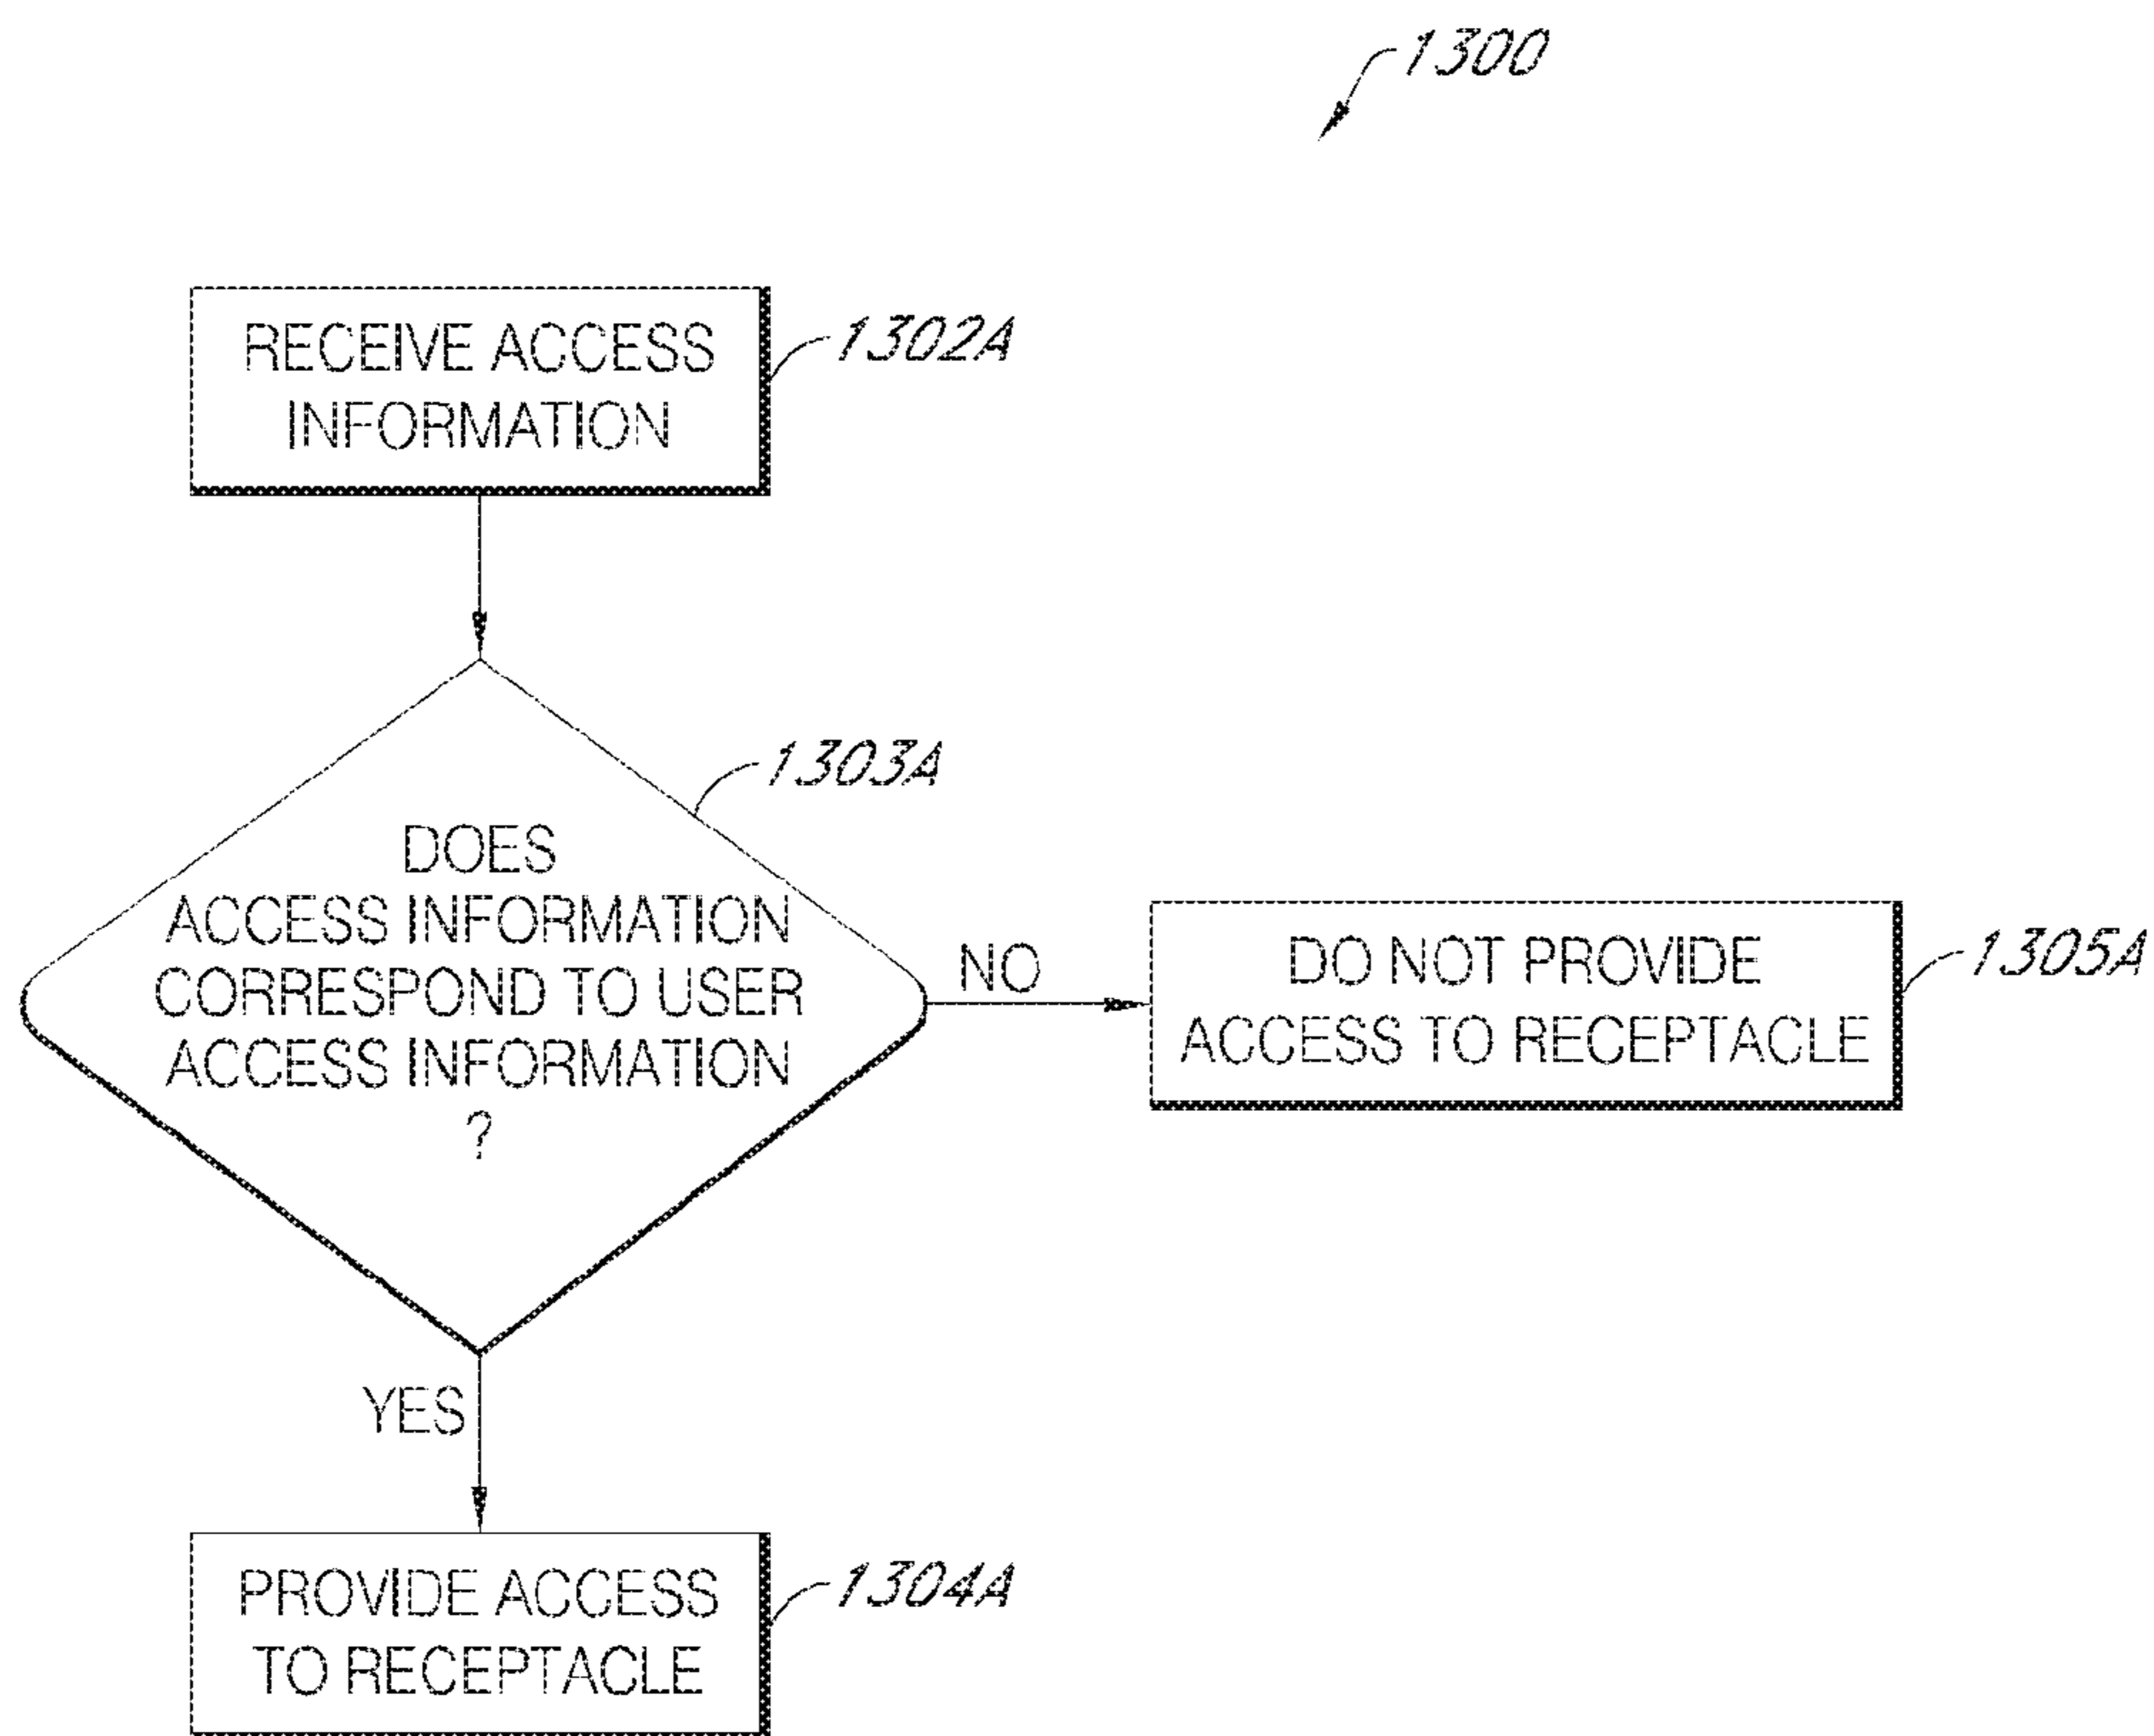 1300
RECEIVE ACCESS
INFORMATION
1302A
1303A
DOES
ACCESS INFORMATION
CORRESPOND TO USER
ACCESS INFORMATION
?
NO
DO NOT PROVIDE
ACCESS TO RECEPTACLE
1305A
YES
PROVIDE ACCESS
TO RECEPTACLE
1304A